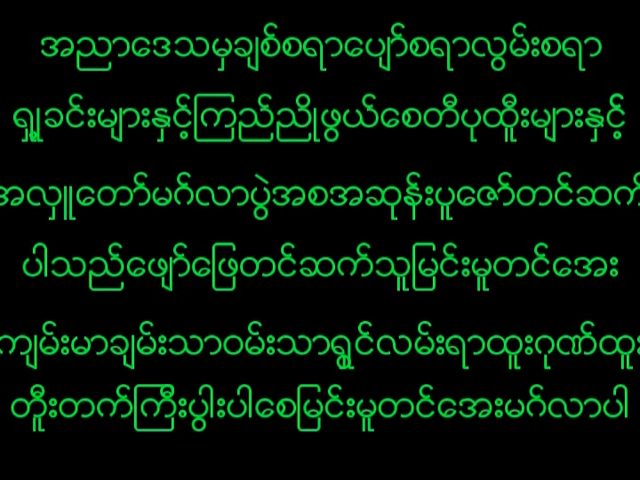 အညာဒေသမှချစ်စရာပျော်စရာလွမ်းစရာ
ရှုခင်းများနှင့်ကြည်ညိုဖွယ်စေတီပုထိုးများနှင့်
အလှူတော်မင်္ဂလာပွဲအစအဆုန်းပူဇော်တင်ဆက်
ပါသည်ဖျော်ဖြေတင်ဆက်သူမြင်းမူတင်အေး
ကျမ်းမာချမ်းသာဝမ်းသာရွှင်လမ်းရာထူးဂုဏ်ထူး
တိုးတက်ကြီးပွါးပါစေမြင်းမူတင်အေးမင်္ဂလာပါ